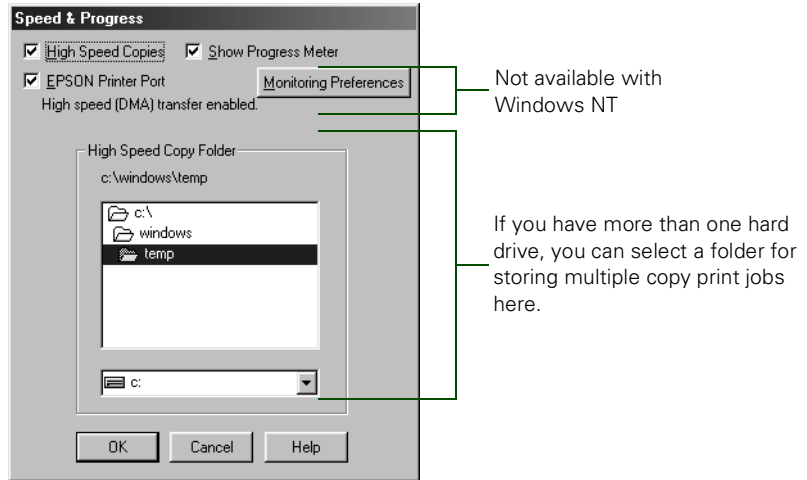 Speed & Progress
High Speed Copies
Show Progress Meter
EPSON Printer Port
Monitoring Preferences
High speed (DMA) transfer enabled.
Not available with
Windows NT
High Speed Copy Folder
c:\windows\temp
c:\
windows
temp
If you have more than one hard
drive, you can select a folder for
storing multiple copy print jobs
here.
c:
OK
Cancel
Help